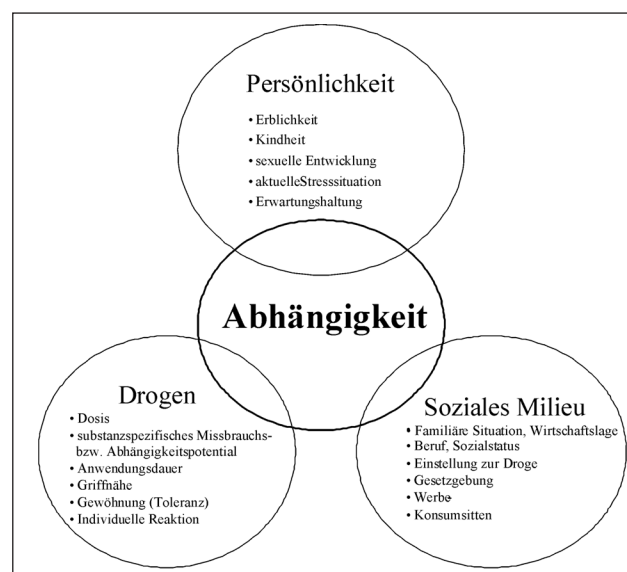 Persönlichkeit
• Erblichkeit
• Kindheit
• sexuelle Entwicklung
• aktuelleStresssituation
• Erwartungshaltung
Abhängigkeit
Drogen
• Dosis
• substanzspezifisches Missbrauchs-
bzw. Abhängigkeitspotential
• Anwendungsdauer
• Griffnähe
• Gewöhnung (Toleranz)
• Individuelle Reaktion
Soziales Milieu
• Familiäre Situation, Wirtschaftslage
• Beruf, Sozialstatus
• Einstellung zur Droge
• Gesetzgebung
• Werbe-
• Konsumsitten